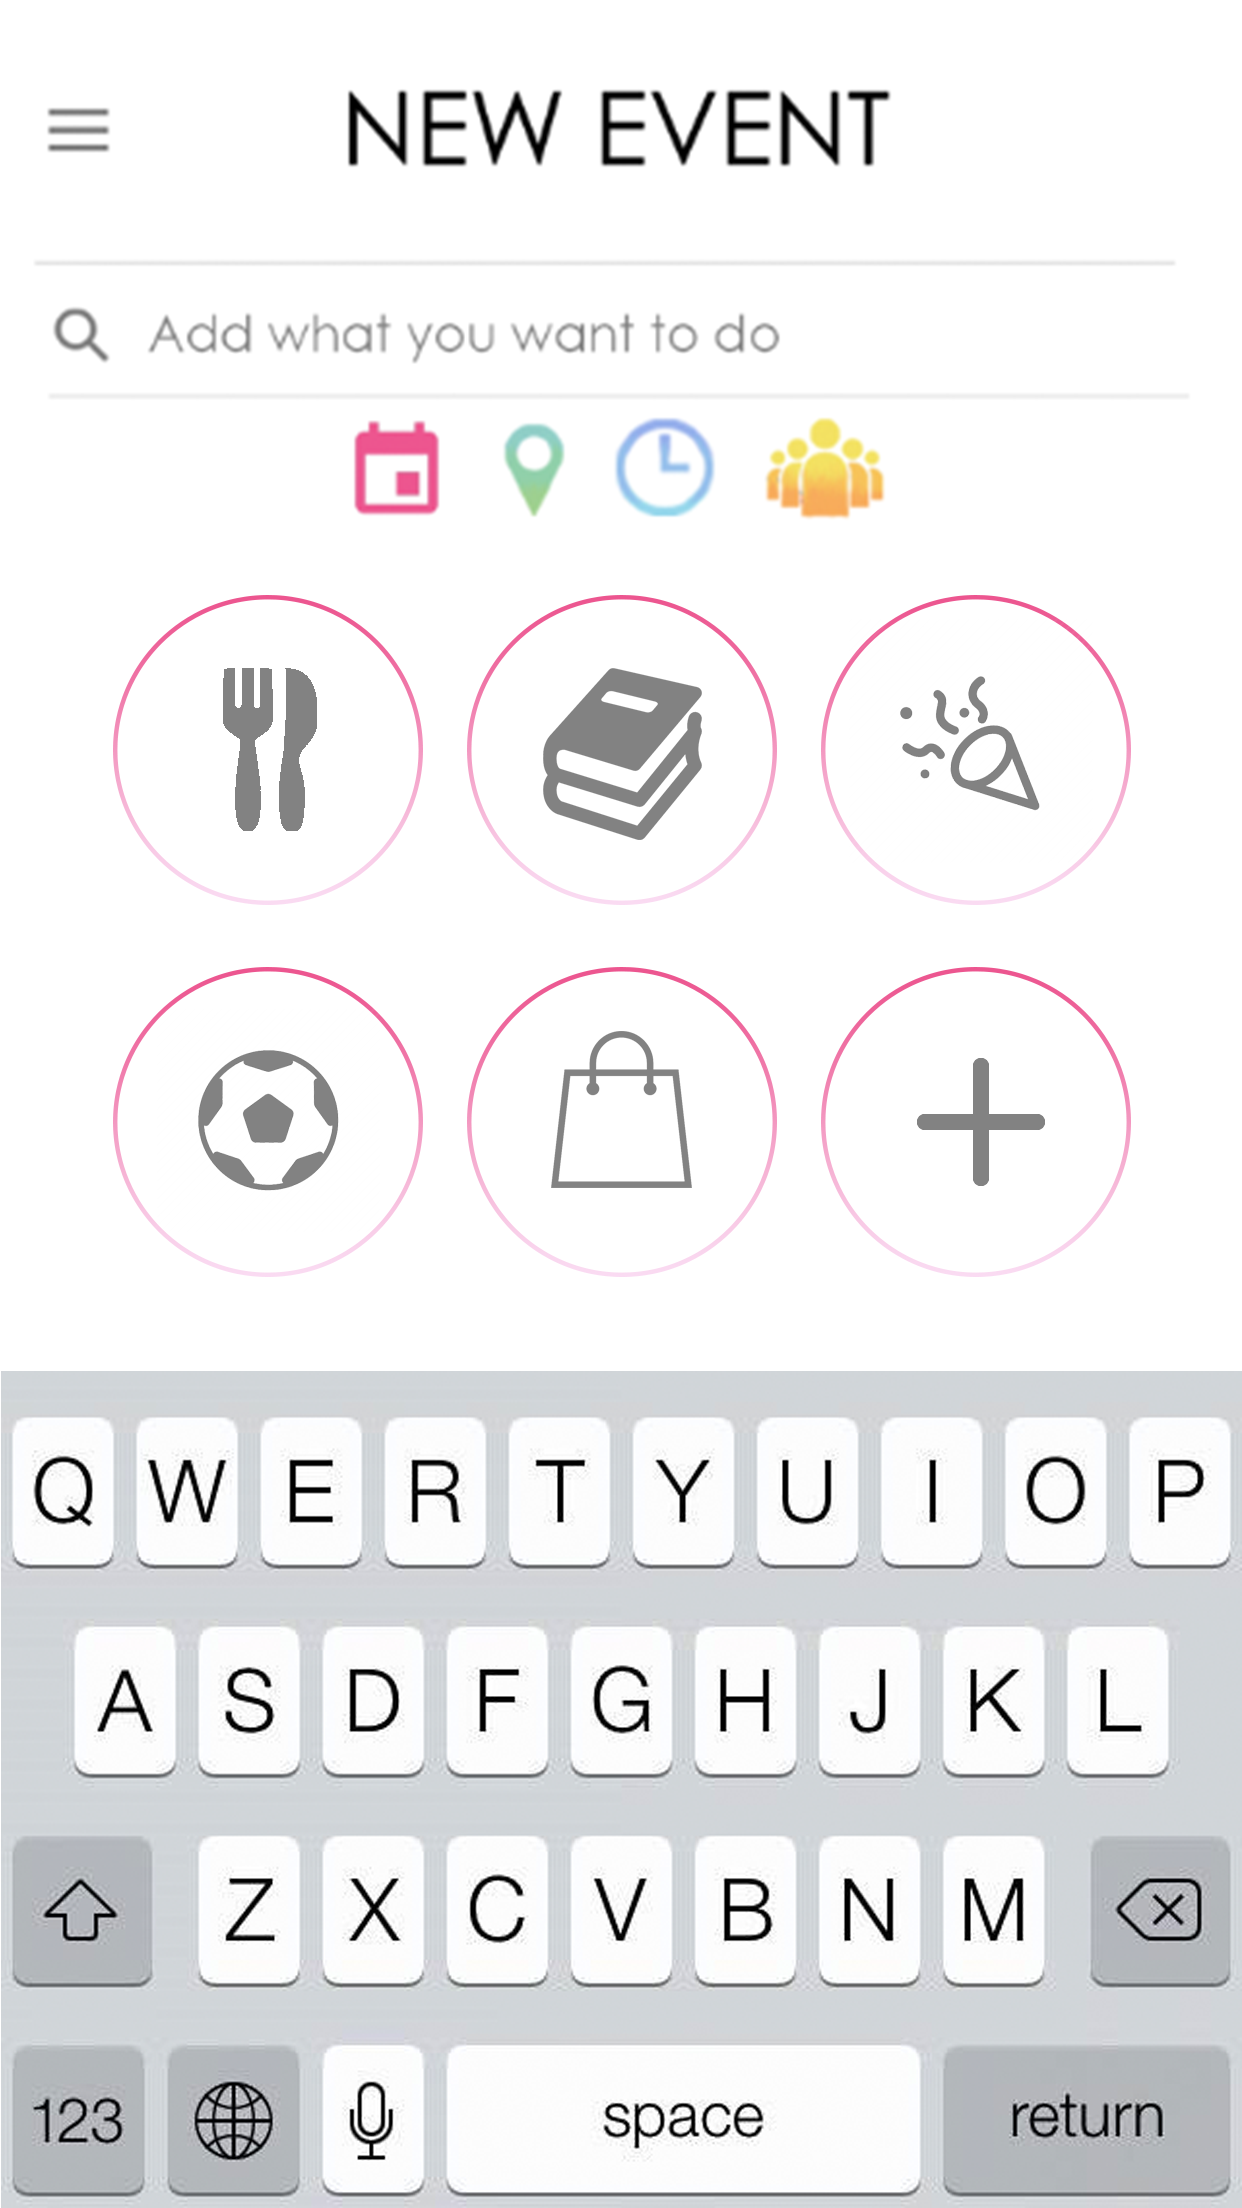 NEW EVENT
Add what you want to do
Q W E R T Y U I O P
A S D F G H J K L
Z X C V B N M
123 space return